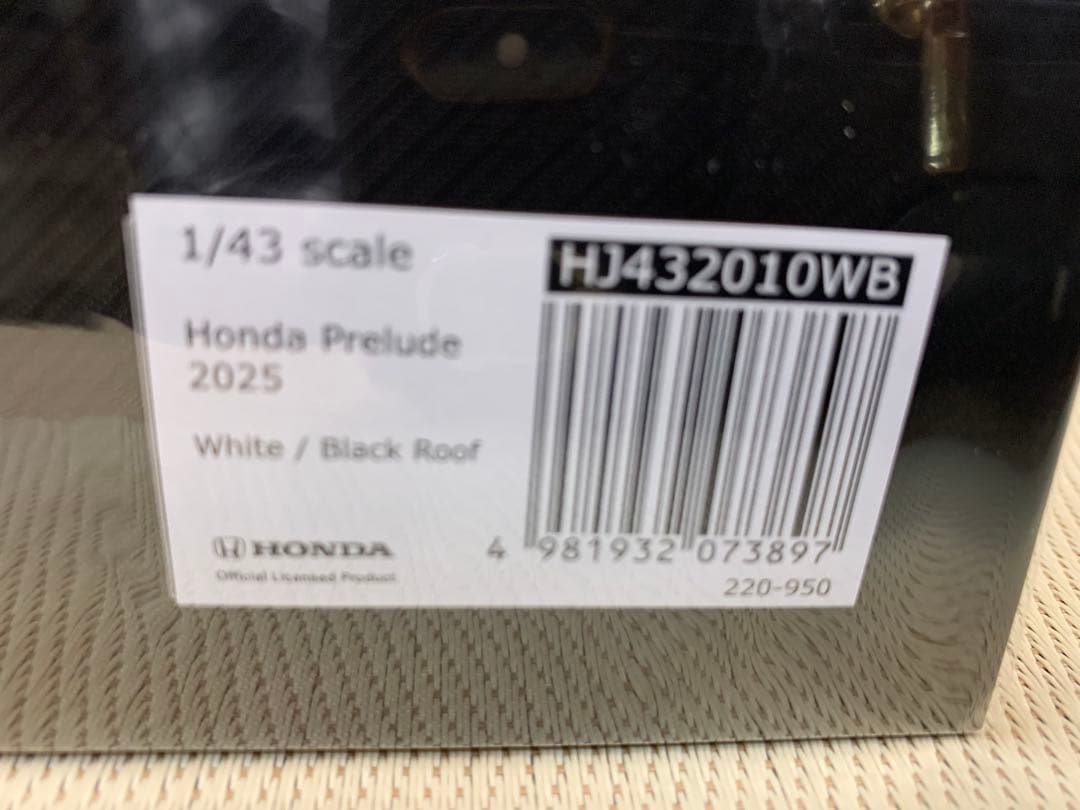 1/43 scale
HJ432010WB
Honda Prelude
2025
White / Black Roof
HONDA
Official Licensed Product
4 981932 073897
220-950